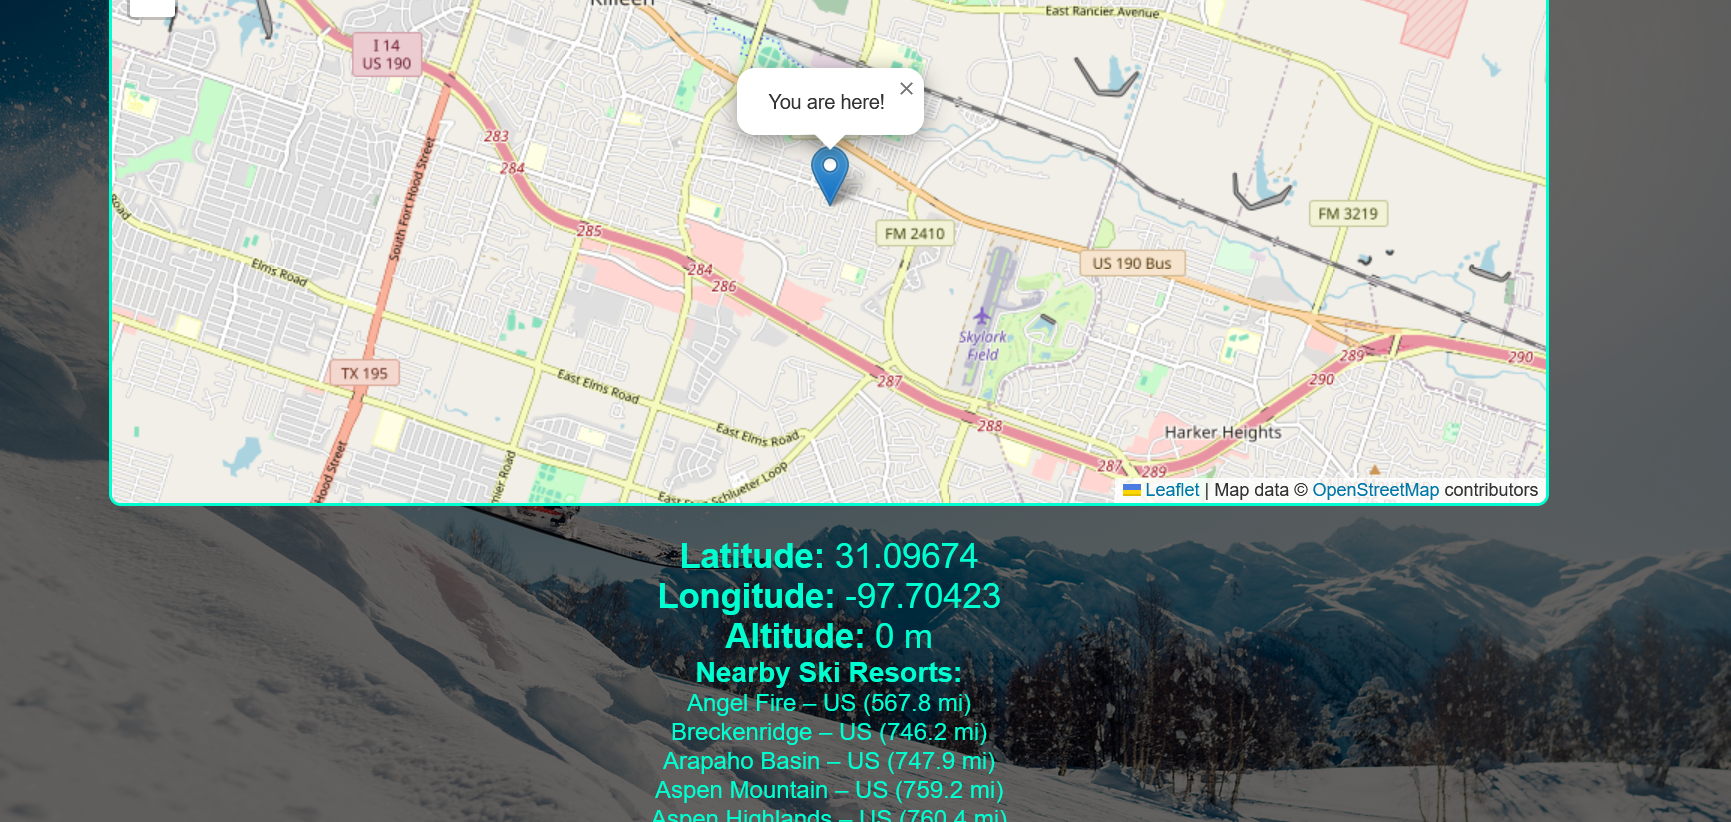 Killeen
East Rancier Avenue
I 14
US 190
You are here!
×
283
284
South Fort Hood Street
Road
FM 3219
285
FM 2410
US 190 Bus
Elms Road
284
286
Skylark
Field
289
290
290
TX 195
287
East Elms Road
288
Harker Heights
East Elms Road
Hood Street
Road
Schlueter Loop
287
289
Leaflet | Map data © OpenStreetMap contributors
Latitude: 31.09674
Longitude: -97.70423
Altitude: 0 m
Nearby Ski Resorts:
Angel Fire – US (567.8 mi)
Breckenridge – US (746.2 mi)
Arapaho Basin – US (747.9 mi)
Aspen Mountain – US (759.2 mi)
Aspen Highlands – US (760.4 mi)